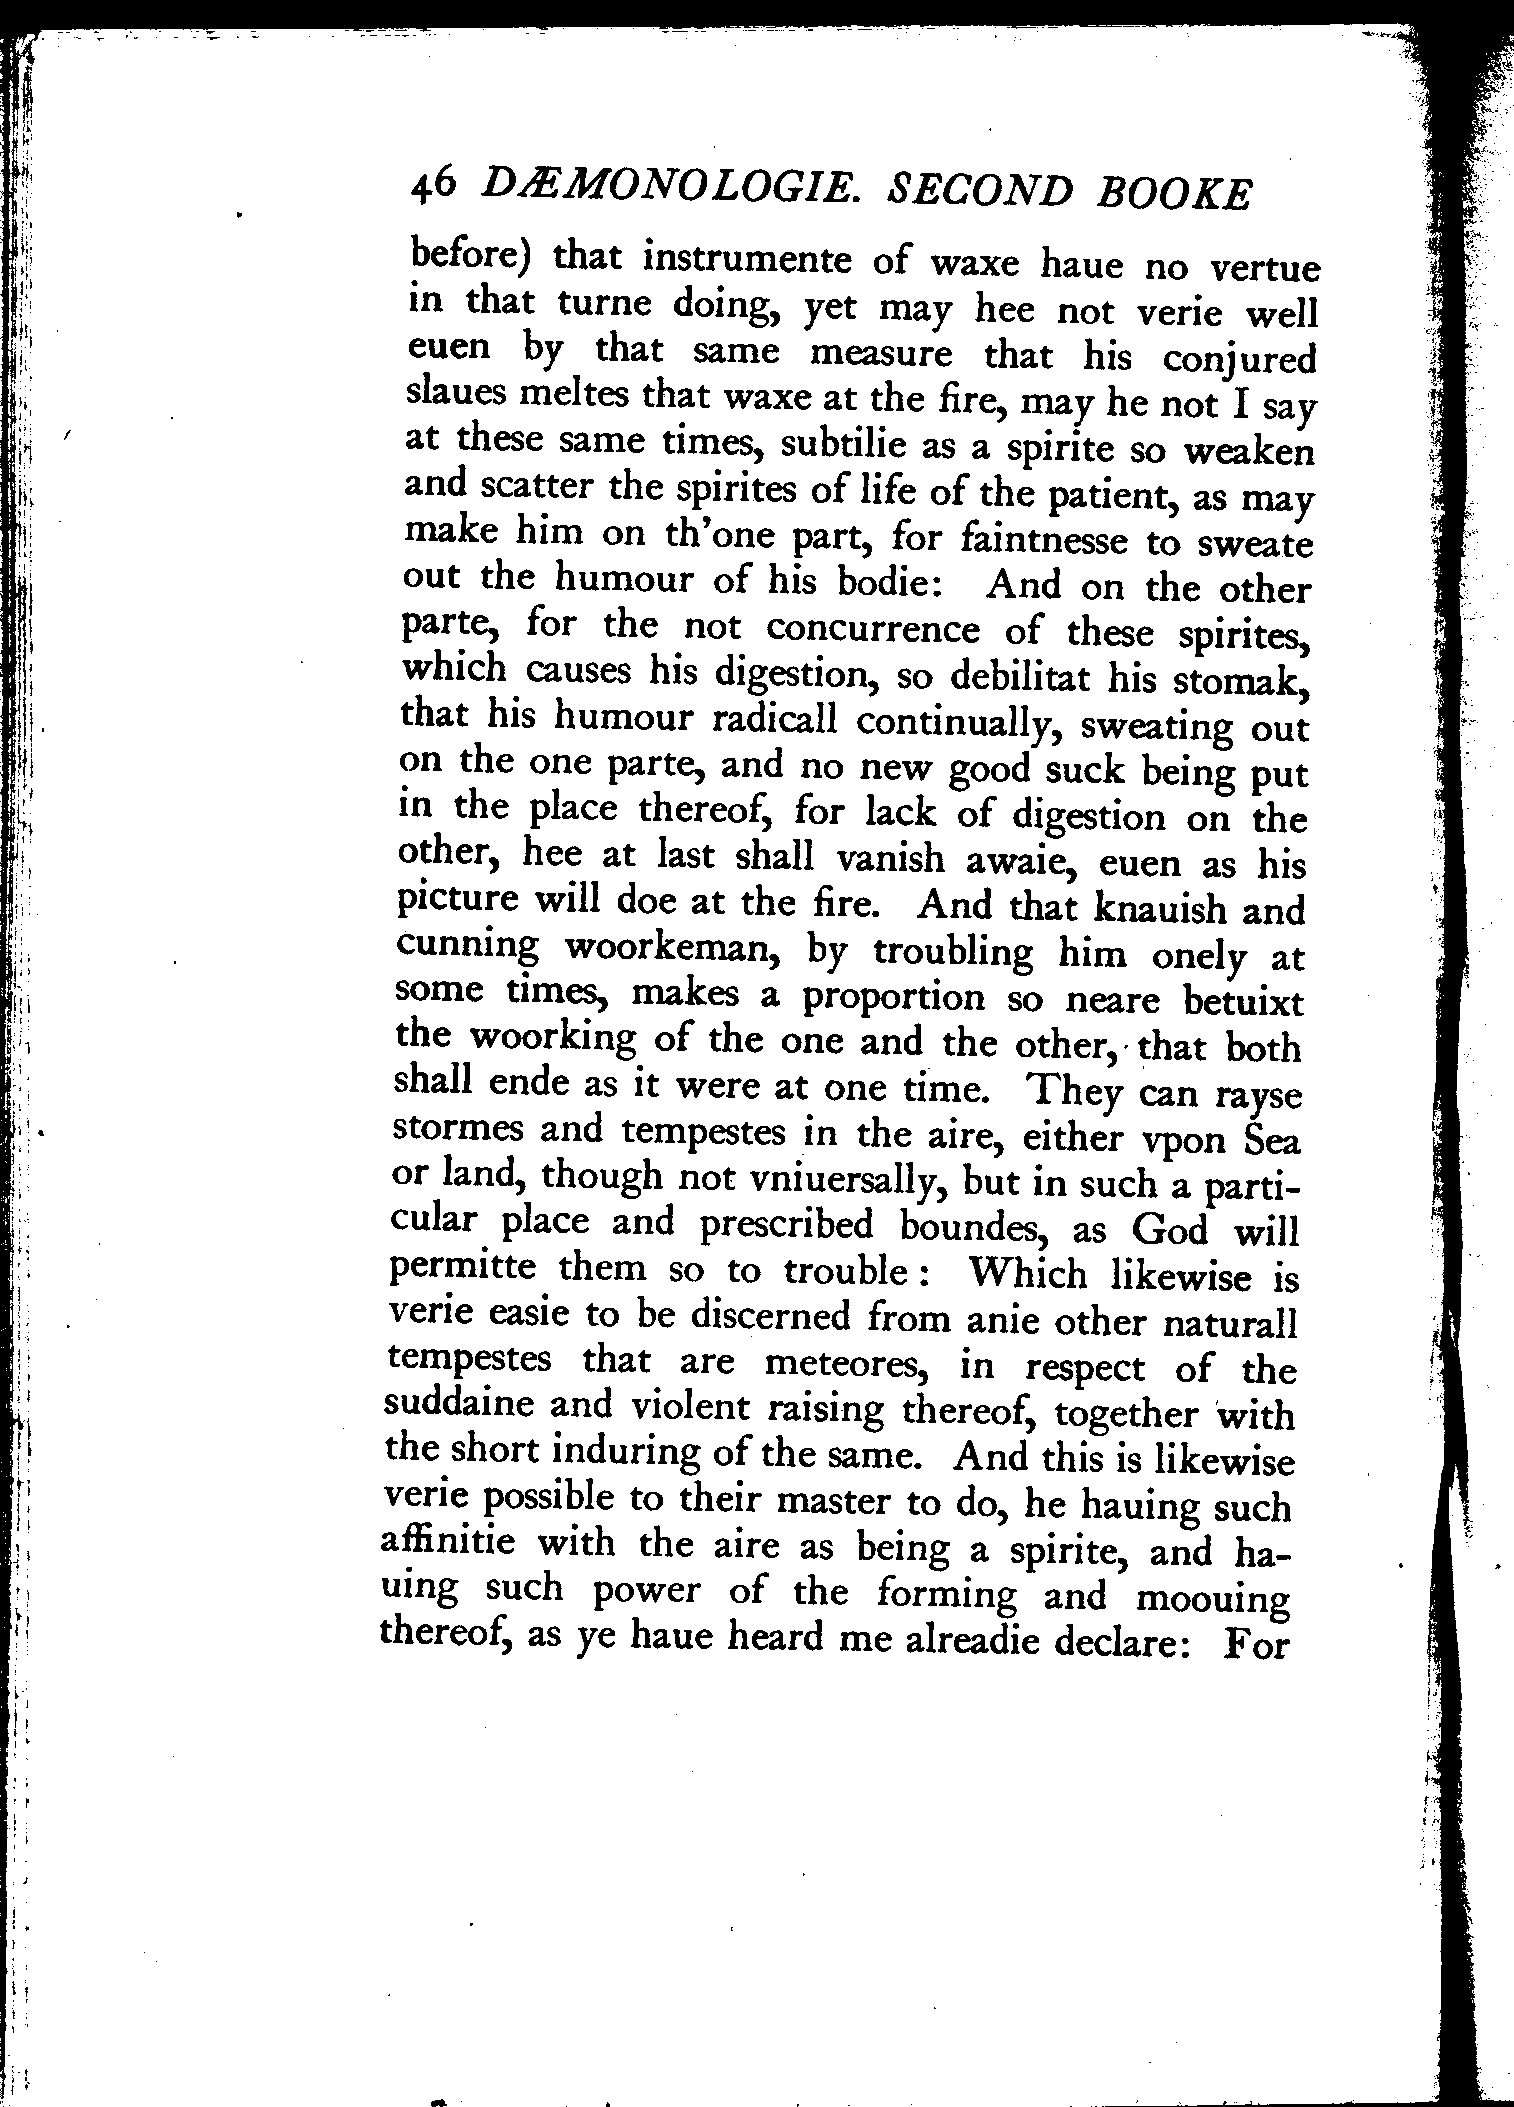 46 DÆMONOLOGIE. SECOND BOOKE
before) that instrumente of waxe haue no vertue
in that turne doing, yet may hee not verie well
euen by that same measure that his conjured
slaues meltes that waxe at the fire, may he not I say
at these same times, subtilie as a spirite so weaken
and scatter the spirites of life of the patient, as may
make him on th'one part, for faintnesse to sweate
out the humour of his bodie: And on the other
parte, for the not concurrence of these spirites,
which causes his digestion, so debilitat his stomak,
that his humour radicall continually, sweating out
on the one parte, and no new good suck being put
in the place thereof, for lack of digestion on the
other, hee at last shall vanish awaie, euen as his
picture will doe at the fire. And that knauish and
cunning woorkeman, by troubling him onely at
some times, makes a proportion so neare betuixt
the woorking of the one and the other, that both
shall ende as it were at one time. They can rayse
stormes and tempestes in the aire, either vpon Sea
or land, though not vniuersally, but in such a parti-
cular place and prescribed boundes, as God will
permitte them so to trouble: Which likewise is
verie easie to be discerned from anie other naturall
tempestes that are meteores, in respect of the
suddaine and violent raising thereof, together with
the short induring of the same. And this is likewise
verie possible to their master to do, he hauing such
affinitie with the aire as being a spirite, and ha-
uing such power of the forming and moouing
thereof, as ye haue heard me alreadie declare: For